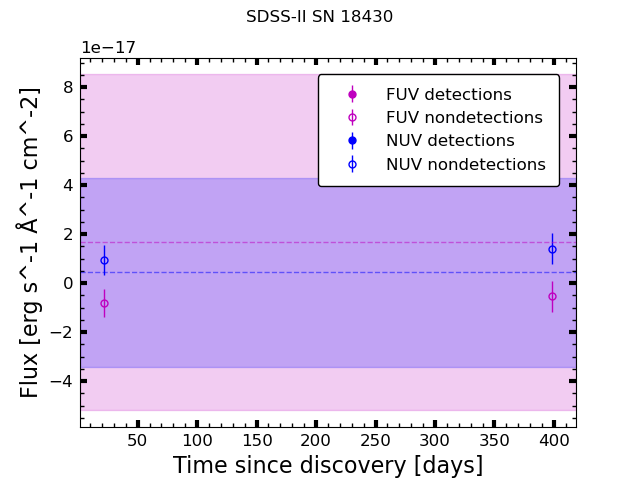 SDSS-II SN 18430
1e−17
8
6
4
2
0
−2
−4
FUV detections
FUV nondetections
NUV detections
NUV nondetections
Flux [erg s^-1 Å^-1 cm^-2]
50 100 150 200 250 300 350 400
Time since discovery [days]